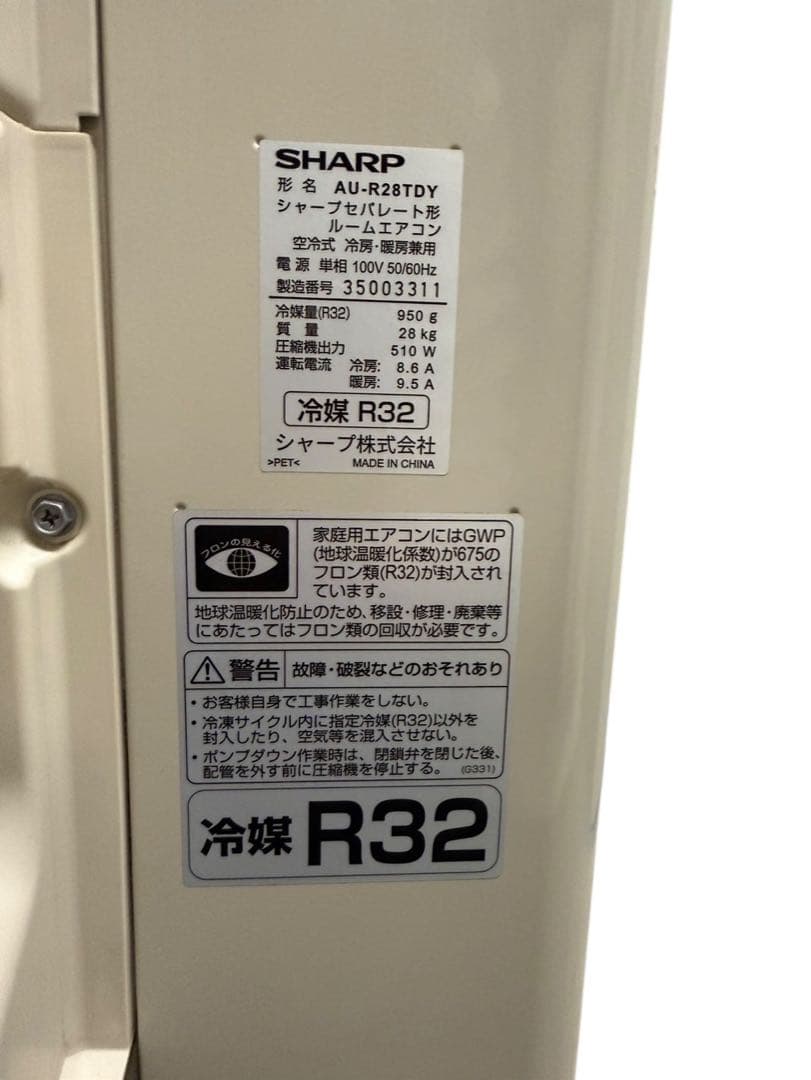 SHARP
形 名 AU-R28TDY
シャープセパレート形
ルームエアコン
空冷式 冷房・暖房兼用
電 源 単相 100V 50/60Hz
製造番号 35003311
冷媒量(R32) 950 g
質 量 28 kg
圧縮機出力 510 W
運転電流 冷房: 8.6 A
暖房: 9.5 A
冷媒 R32
シャープ株式会社
>PET< MADE IN CHINA
フロンの見える化
家庭用エアコンにはGWP
(地球温暖化係数)が675の
フロン類(R32)が封入され
ています。
地球温暖化防止のため、移設・修理・廃棄等
にあたってはフロン類の回収が必要です。
警告 故障・破裂などのおそれあり
・お客様自身で工事作業をしない。
・冷凍サイクル内に指定冷媒(R32)以外を
封入したり、空気等を混入させない。
・ポンプダウン作業時は、閉鎖弁を閉じた後、
配管を外す前に圧縮機を停止する。 (G331)
冷媒 R32